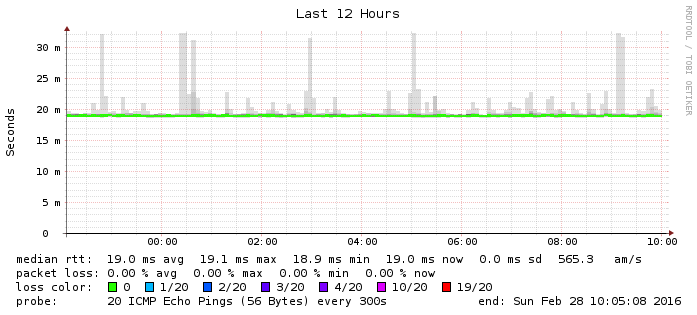 Last 12 Hours
RRDTOOL / TOBI OETIKER
Seconds
30 m
25 m
20 m
15 m
10 m
5 m
0
00:00 02:00 04:00 06:00 08:00 10:00
median rtt: 19.0 ms avg 19.1 ms max 18.9 ms min 19.0 ms now 0.0 ms sd 565.3 am/s
packet loss: 0.00 % avg 0.00 % max 0.00 % min 0.00 % now
loss color: 0 1/20 2/20 3/20 4/20 10/20 19/20
probe: 20 ICMP Echo Pings (56 Bytes) every 300s end: Sun Feb 28 10:05:08 2016